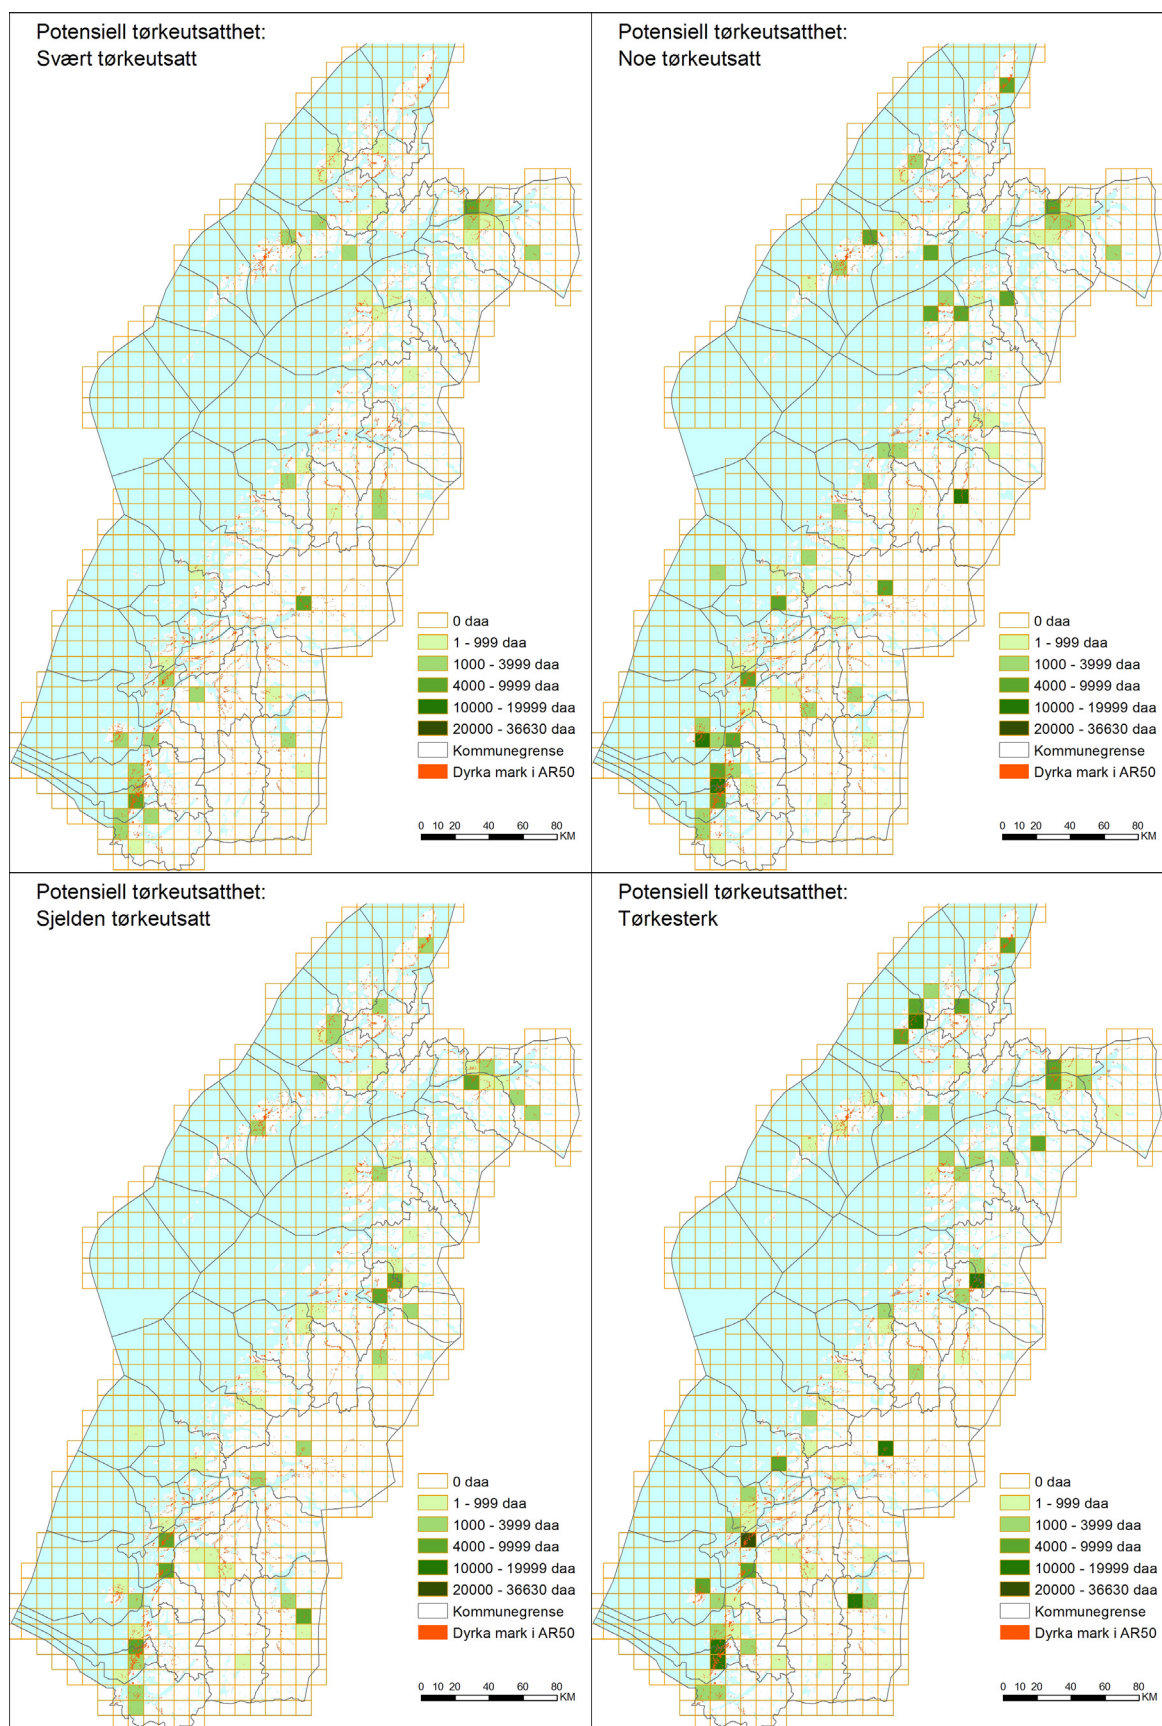 Potensiell tørkeutsatthet:
Svært tørkeutsatt
0 daa
1 - 999 daa
1000 - 3999 daa
4000 - 9999 daa
10000 - 19999 daa
20000 - 36630 daa
Kommunegrense
Dyrka mark i AR50
0 10 20 40 60 80
KM
Potensiell tørkeutsatthet:
Noe tørkeutsatt
0 daa
1 - 999 daa
1000 - 3999 daa
4000 - 9999 daa
10000 - 19999 daa
20000 - 36630 daa
Kommunegrense
Dyrka mark i AR50
0 10 20 40 60 80
KM
Potensiell tørkeutsatthet:
Sjelden tørkeutsatt
0 daa
1 - 999 daa
1000 - 3999 daa
4000 - 9999 daa
10000 - 19999 daa
20000 - 36630 daa
Kommunegrense
Dyrka mark i AR50
0 10 20 40 60 80
KM
Potensiell tørkeutsatthet:
Tørkesterk
0 daa
1 - 999 daa
1000 - 3999 daa
4000 - 9999 daa
10000 - 19999 daa
20000 - 36630 daa
Kommunegrense
Dyrka mark i AR50
0 10 20 40 60 80
KM